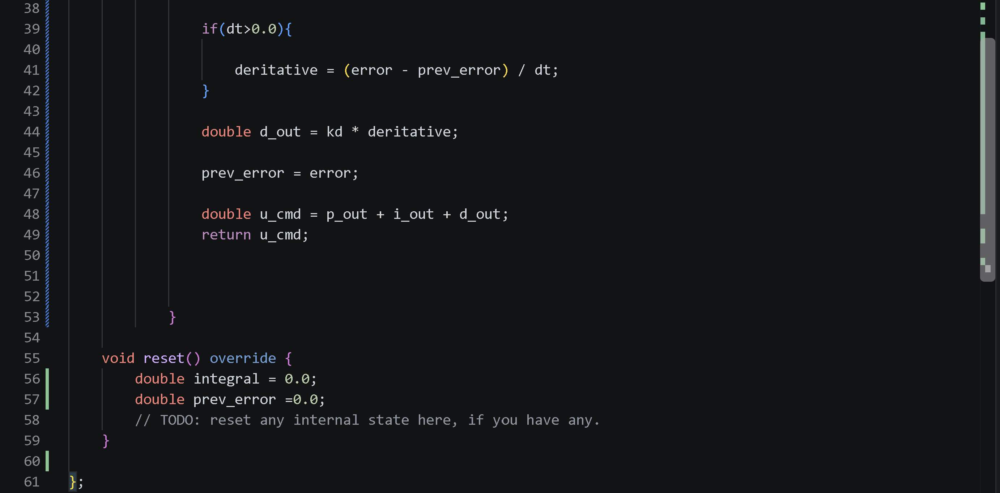 38
39 if(dt>0.0){
40
41 deritative = (error - prev_error) / dt;
42 }
43
44 double d_out = kd * deritative;
45
46 prev_error = error;
47
48 double u_cmd = p_out + i_out + d_out;
49 return u_cmd;
50
51
52
53 }
54
55 void reset() override {
56 double integral = 0.0;
57 double prev_error =0.0;
58 // TODO: reset any internal state here, if you have any.
59 }
60
61 };